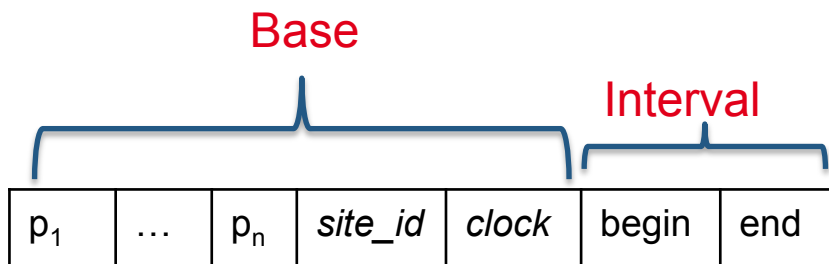 Base
Interval
p₁ … pₙ site_id clock begin end